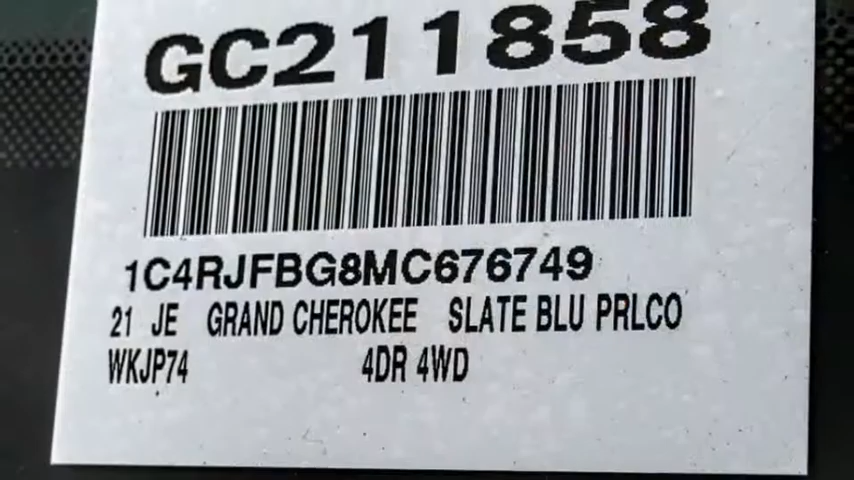 GC211858
1C4RJFBG8MC676749
21 JE GRAND CHEROKEE SLATE BLU PRLCO
WKJP74 4DR 4WD